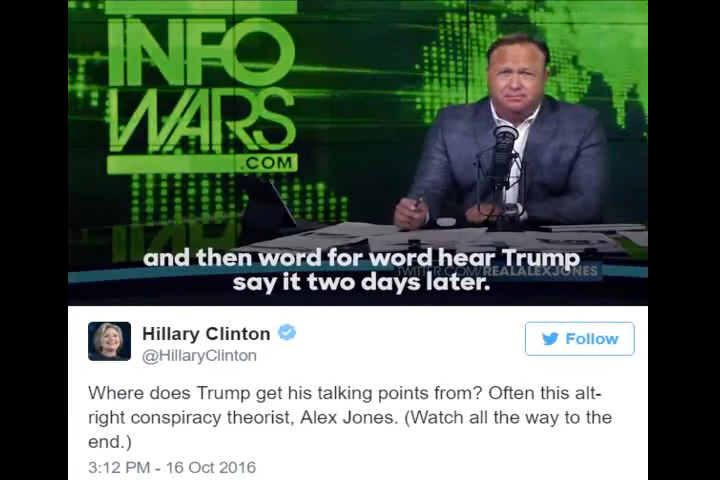 INFO
WARS
.COM
and then word for word hear Trump
TWITTER.COM/REALALEXJONES
say it two days later.
Hillary Clinton
@HillaryClinton
Follow
Where does Trump get his talking points from? Often this alt-
right conspiracy theorist, Alex Jones. (Watch all the way to the
end.)
3:12 PM - 16 Oct 2016